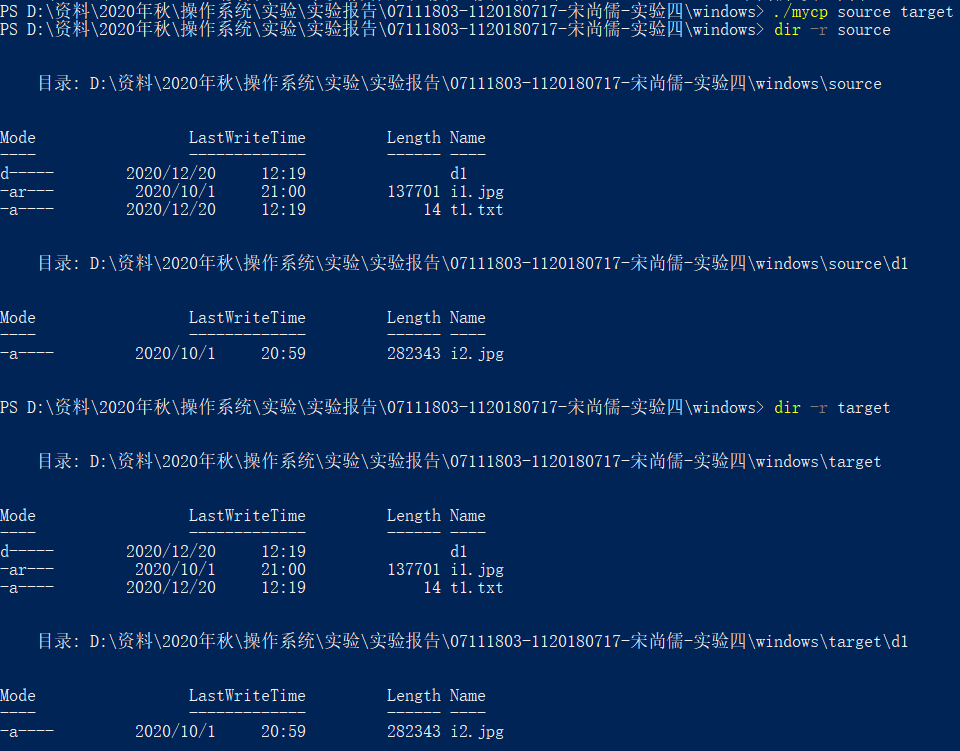 PS D:\资料\2020年秋\操作系统\实验\实验报告\07111803-1120180717-宋尚儒-实验四\windows> ./mycp source target
PS D:\资料\2020年秋\操作系统\实验\实验报告\07111803-1120180717-宋尚儒-实验四\windows> dir -r source
目录: D:\资料\2020年秋\操作系统\实验\实验报告\07111803-1120180717-宋尚儒-实验四\windows\source
Mode                LastWriteTime         Length Name
----                -------------         ------ ----
d-----       2020/12/20     12:19                d1
-ar---        2020/10/1     21:00         137701 i1.jpg
-a----       2020/12/20     12:19             14 t1.txt
目录: D:\资料\2020年秋\操作系统\实验\实验报告\07111803-1120180717-宋尚儒-实验四\windows\source\d1
Mode                LastWriteTime         Length Name
----                -------------         ------ ----
-a----        2020/10/1     20:59         282343 i2.jpg
PS D:\资料\2020年秋\操作系统\实验\实验报告\07111803-1120180717-宋尚儒-实验四\windows> dir -r target
目录: D:\资料\2020年秋\操作系统\实验\实验报告\07111803-1120180717-宋尚儒-实验四\windows\target
Mode                LastWriteTime         Length Name
----                -------------         ------ ----
d-----       2020/12/20     12:19                d1
-ar---        2020/10/1     21:00         137701 i1.jpg
-a----       2020/12/20     12:19             14 t1.txt
目录: D:\资料\2020年秋\操作系统\实验\实验报告\07111803-1120180717-宋尚儒-实验四\windows\target\d1
Mode                LastWriteTime         Length Name
----                -------------         ------ ----
-a----        2020/10/1     20:59         282343 i2.jpg